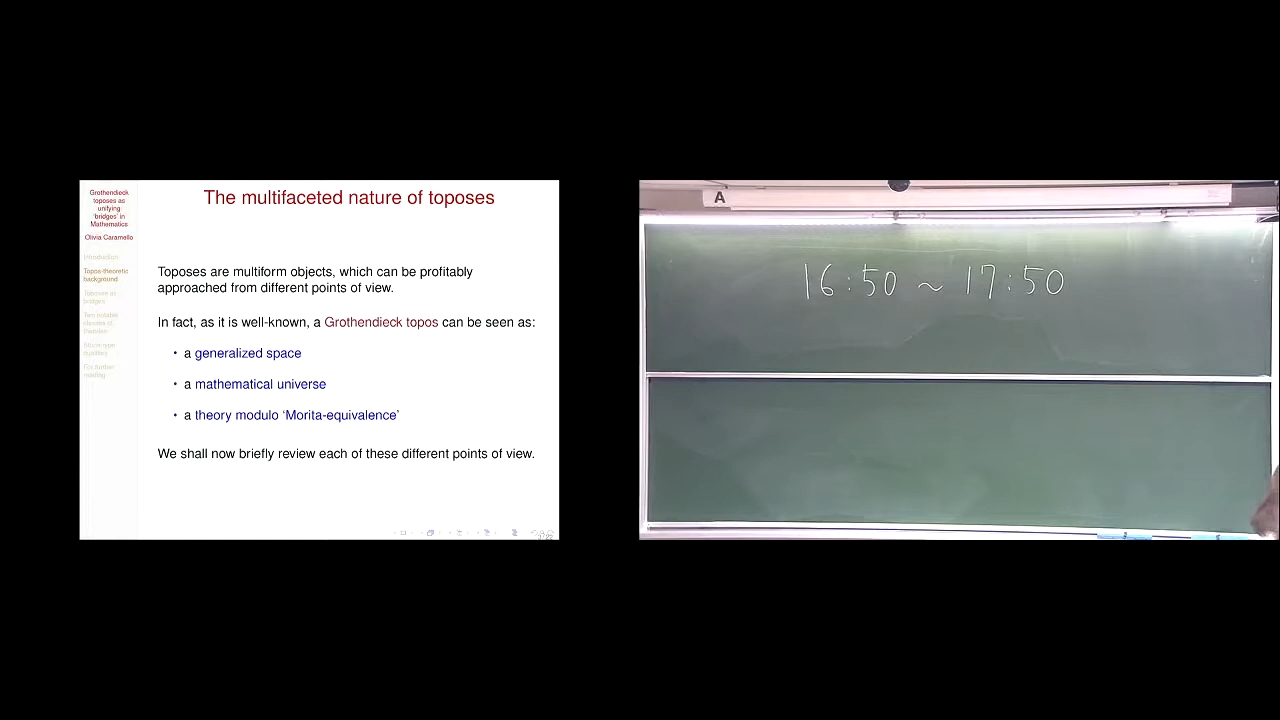 Grothendieck
toposes as
unifying
'bridges' in
Mathematics
Olivia Caramello
Introduction
Topos-theoretic
background
Toposes as
bridges
For further
reading
The multifaceted nature of toposes
Toposes are multiform objects, which can be profitably
approached from different points of view.
In fact, as it is well-known, a Grothendieck topos can be seen as:
• a generalized space
• a mathematical universe
• a theory modulo ‘Morita-equivalence’
We shall now briefly review each of these different points of view.
A
16:50 ~ 17:50